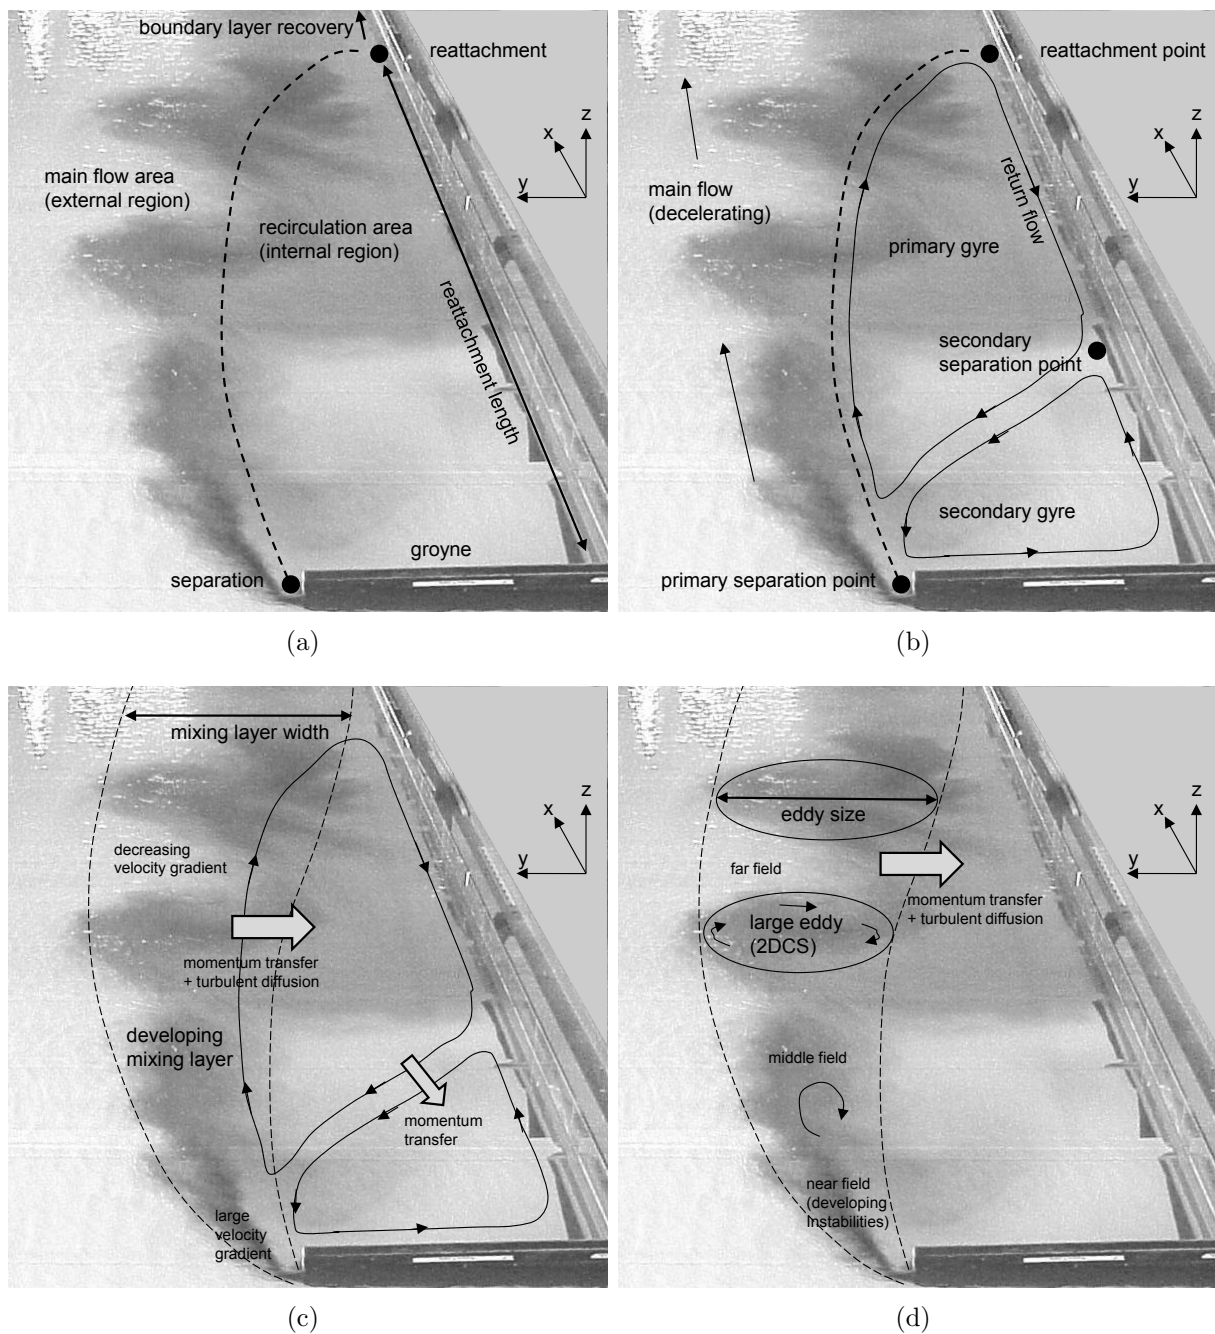 boundary layer recovery
reattachment
z
x
y
main flow area
(external region)
recirculation area
(internal region)
reattachment length
groyne
separation
(a)
reattachment point
z
x
y
main flow
(decelerating)
return flow
primary gyre
secondary
separation point
secondary gyre
primary separation point
(b)
mixing layer width
z
x
y
decreasing
velocity gradient
momentum transfer
+ turbulent diffusion
developing
mixing layer
momentum
transfer
large
velocity
gradient
(c)
eddy size
z
x
y
far field
momentum transfer
+ turbulent diffusion
large eddy
(2DCS)
middle field
near field
(developing
Instabilities)
(d)